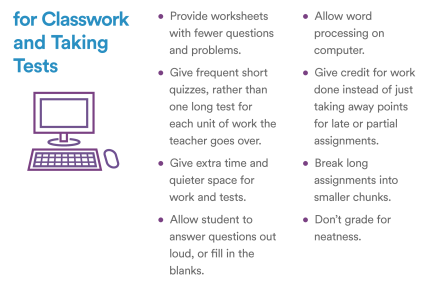 for Classwork
and Taking
Tests
• Provide worksheets
with fewer questions
and problems.
• Give frequent short
quizzes, rather than
one long test for
each unit of work the
teacher goes over.
• Give extra time and
quieter space for
work and tests.
• Allow student to
answer questions out
loud, or fill in the
blanks.
• Allow word
processing on
computer.
• Give credit for work
done instead of just
taking away points
for late or partial
assignments.
• Break long
assignments into
smaller chunks.
• Don’t grade for
neatness.